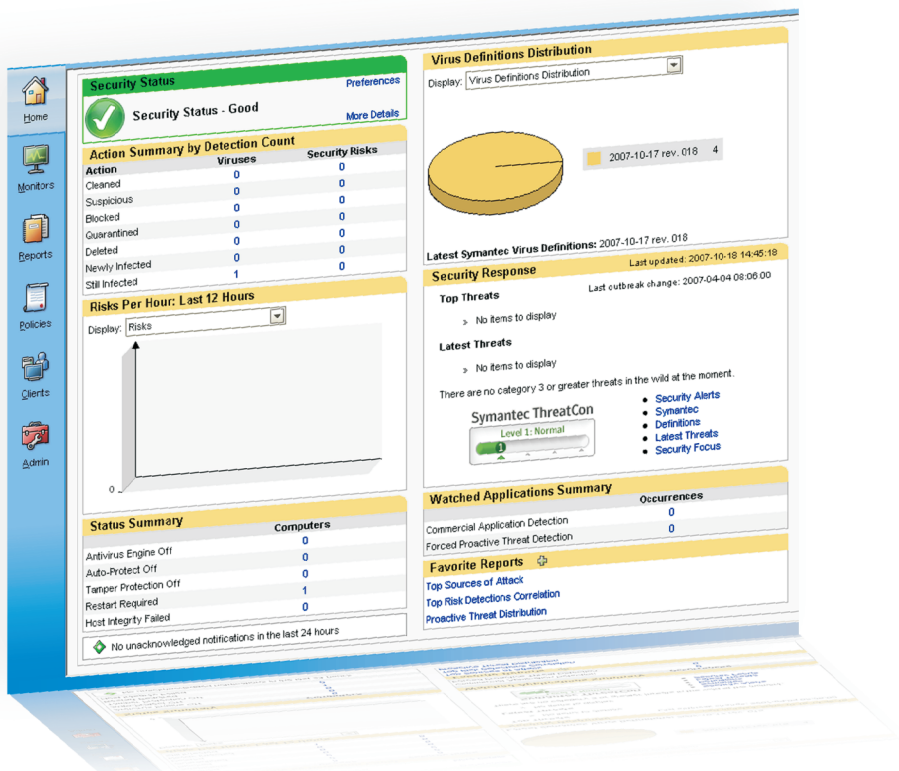 Home
Monitors
Reports
Policies
Clients
Admin
Security Status
Preferences
Security Status - Good
More Details
Action Summary by Detection Count
Action Viruses Security Risks
Cleaned 0 0
Suspicious 0 0
Blocked 0 0
Quarantined 0 0
Deleted 0 0
Newly Infected 0 0
Still Infected 1 0
Risks Per Hour: Last 12 Hours
Display: Risks
0
Status Summary
Computers
Antivirus Engine Off 0
Auto-Protect Off 0
Tamper Protection Off 0
Restart Required 1
Host Integrity Failed 0
No unacknowledged notifications in the last 24 hours
Virus Definitions Distribution
Display: Virus Definitions Distribution
2007-10-17 rev. 018 4
Latest Symantec Virus Definitions: 2007-10-17 rev. 018
Security Response Last updated: 2007-10-18 14:45:18
Top Threats Last outbreak change: 2007-04-04 08:06:00
» No items to display
Latest Threats
» No items to display
There are no category 3 or greater threats in the wild at the moment.
Symantec ThreatCon
Level 1: Normal
1
• Security Alerts
• Symantec
• Definitions
• Latest Threats
• Security Focus
Watched Applications Summary
Occurrences
Commercial Application Detection 0
Forced Proactive Threat Detection 0
Favorite Reports
Top Sources of Attack
Top Risk Detections Correlation
Proactive Threat Distribution